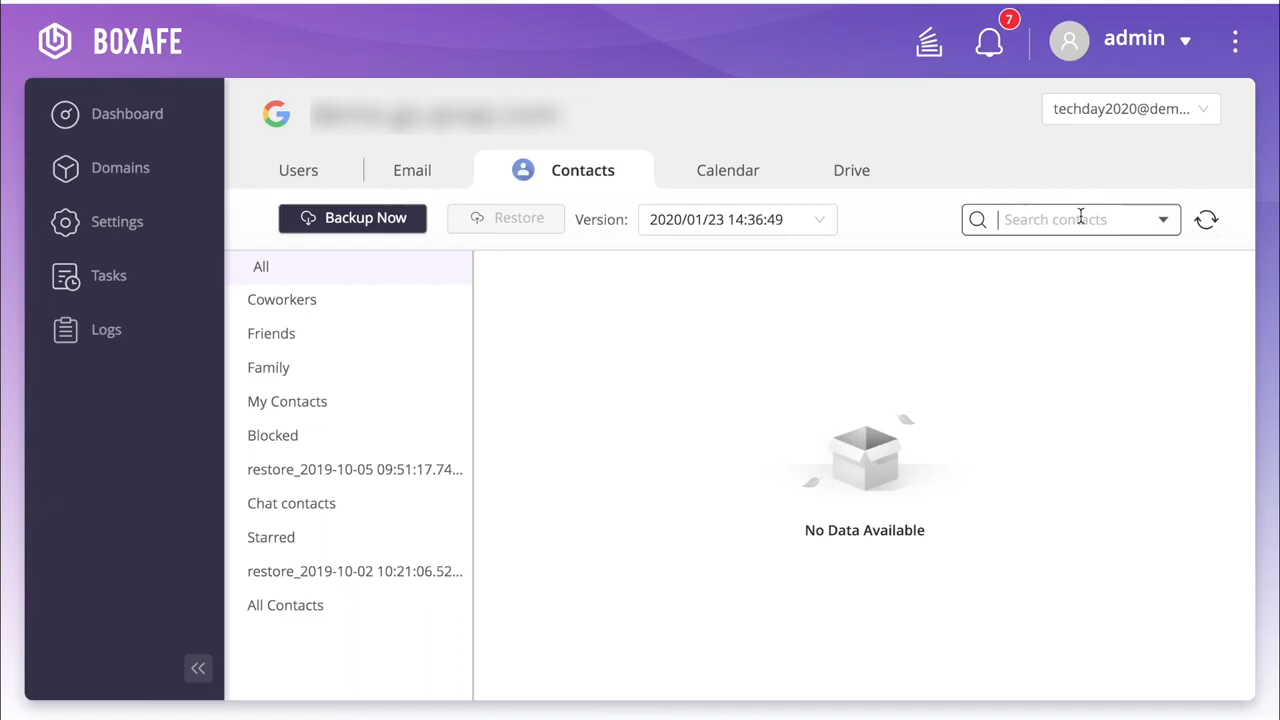 BOXAFE
7
admin
Dashboard
Domains
Settings
Tasks
Logs
techday2020@dem...
Users
Email
Contacts
Calendar
Drive
Backup Now
Restore
Version:
2020/01/23 14:36:49
Search contacts
All
Coworkers
Friends
Family
My Contacts
Blocked
restore_2019-10-05 09:51:17.74...
Chat contacts
Starred
restore_2019-10-02 10:21:06.52...
All Contacts
No Data Available